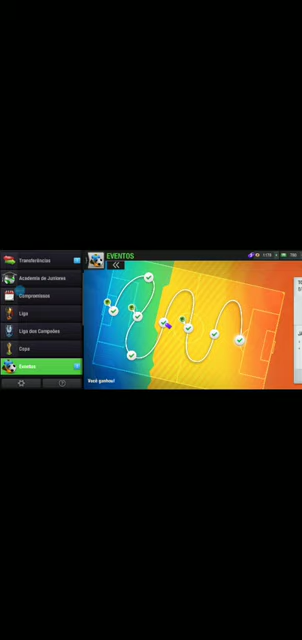 Transferências
Academia de Juniores
Compromissos
Liga
Liga dos Campeões
Copa
Eventos
EVENTOS
Você ganhou!